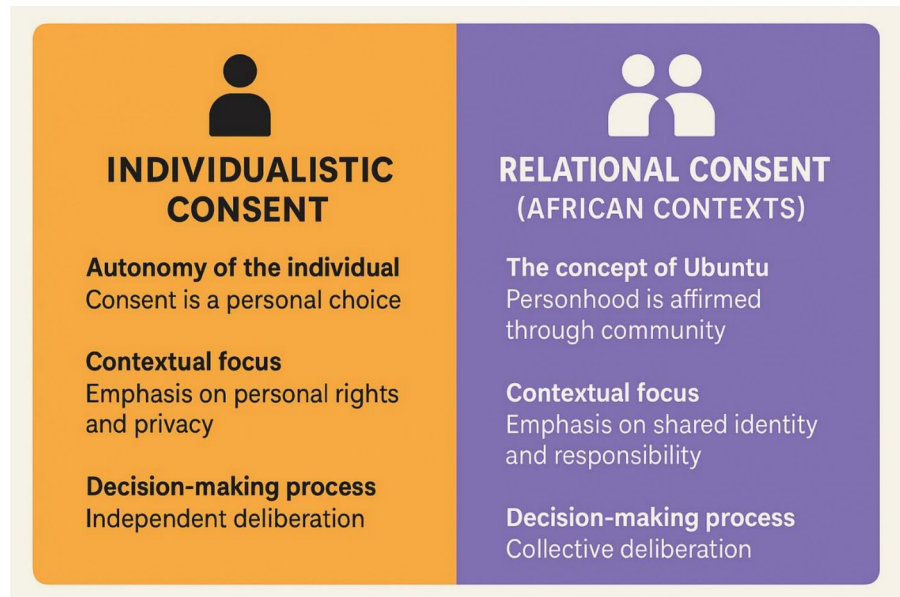 INDIVIDUALISTIC
CONSENT
Autonomy of the individual
Consent is a personal choice
Contextual focus
Emphasis on personal rights
and privacy
Decision-making process
Independent deliberation
RELATIONAL CONSENT
(AFRICAN CONTEXTS)
The concept of Ubuntu
Personhood is affirmed
through community
Contextual focus
Emphasis on shared identity
and responsibility
Decision-making process
Collective deliberation